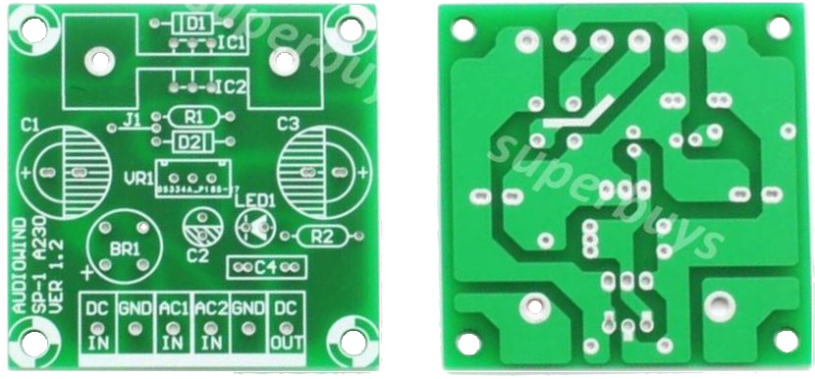 D1
IC1
IC2
J1
R1
C1
C3
D2
VR1
LED1
R2
BR1
C2
C4
AUDIOWIND
SP-1 A230
VER 1.2
DC IN
GND
AC1 IN
AC2 IN
GND
DC OUT
superbuys
superbuys